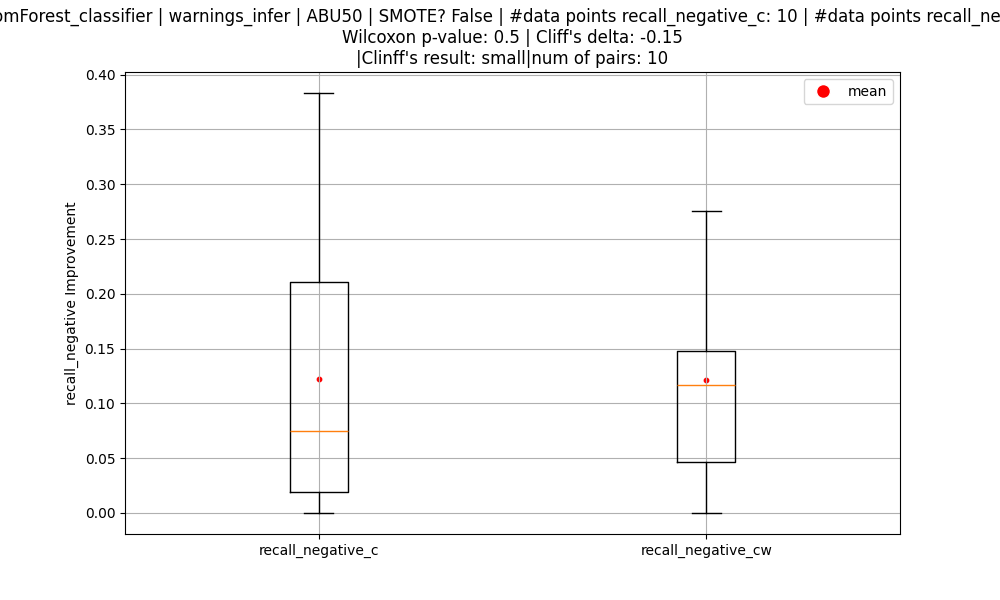 omForest_classifier | warnings_infer | ABU50 | SMOTE? False | #data points recall_negative_c: 10 | #data points recall_ne
Wilcoxon p-value: 0.5 | Cliff's delta: -0.15
|Clinff's result: small|num of pairs: 10
mean
0.40
0.35
0.30
0.25
0.20
0.15
0.10
0.05
0.00
recall_negative Improvement
recall_negative_c
recall_negative_cw